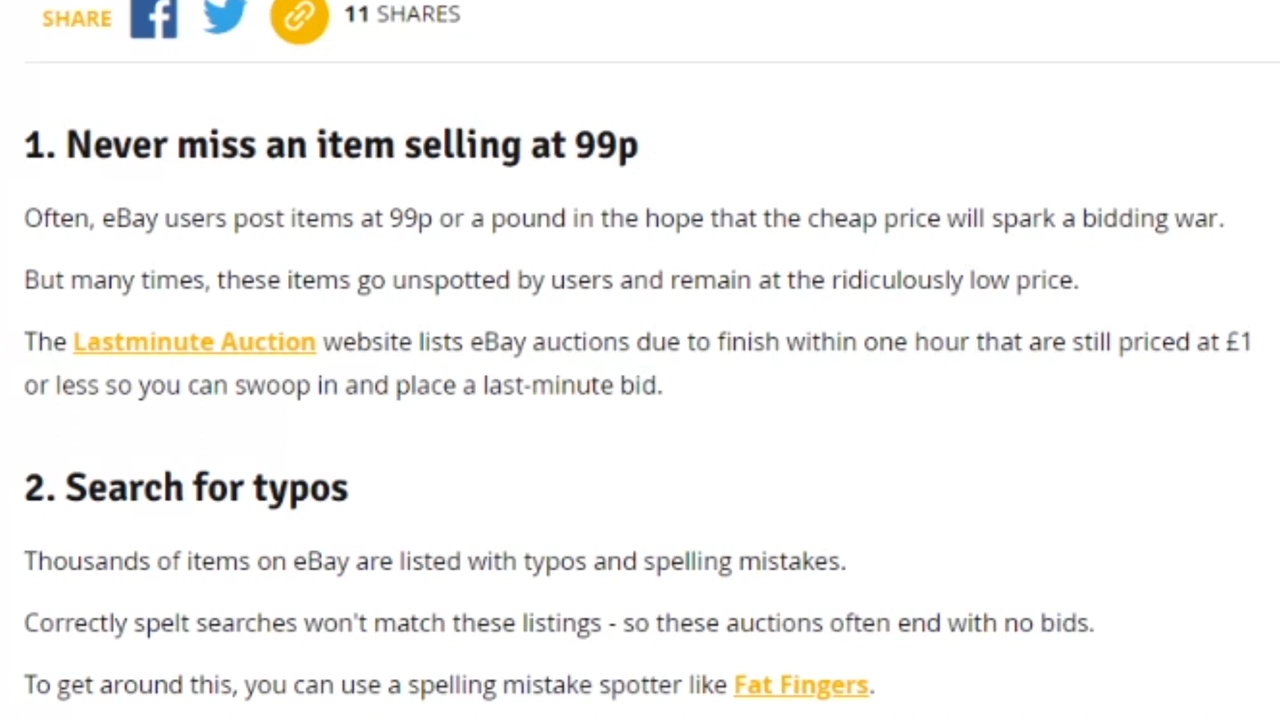 SHARE 11 SHARES
1. Never miss an item selling at 99p
Often, eBay users post items at 99p or a pound in the hope that the cheap price will spark a bidding war.
But many times, these items go unspotted by users and remain at the ridiculously low price.
The Lastminute Auction website lists eBay auctions due to finish within one hour that are still priced at £1
or less so you can swoop in and place a last-minute bid.
2. Search for typos
Thousands of items on eBay are listed with typos and spelling mistakes.
Correctly spelt searches won't match these listings - so these auctions often end with no bids.
To get around this, you can use a spelling mistake spotter like Fat Fingers.